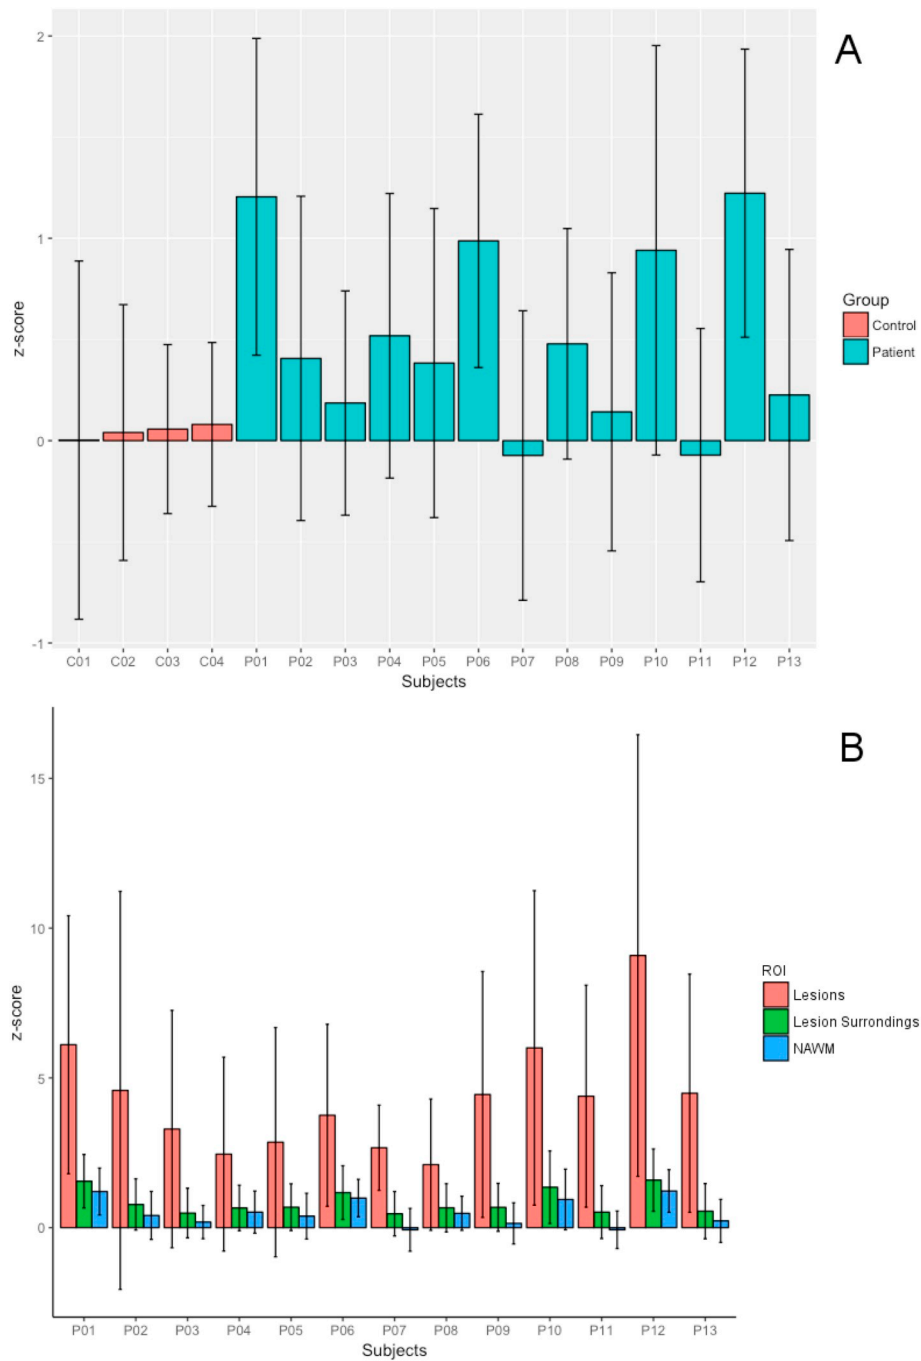 A
2
1
0
-1
z-score
Group
Control
Patient
C01 C02 C03 C04 P01 P02 P03 P04 P05 P06 P07 P08 P09 P10 P11 P12 P13
Subjects
B
15
10
5
0
z-score
ROI
Lesions
Lesion Surrondings
NAWM
P01 P02 P03 P04 P05 P06 P07 P08 P09 P10 P11 P12 P13
Subjects